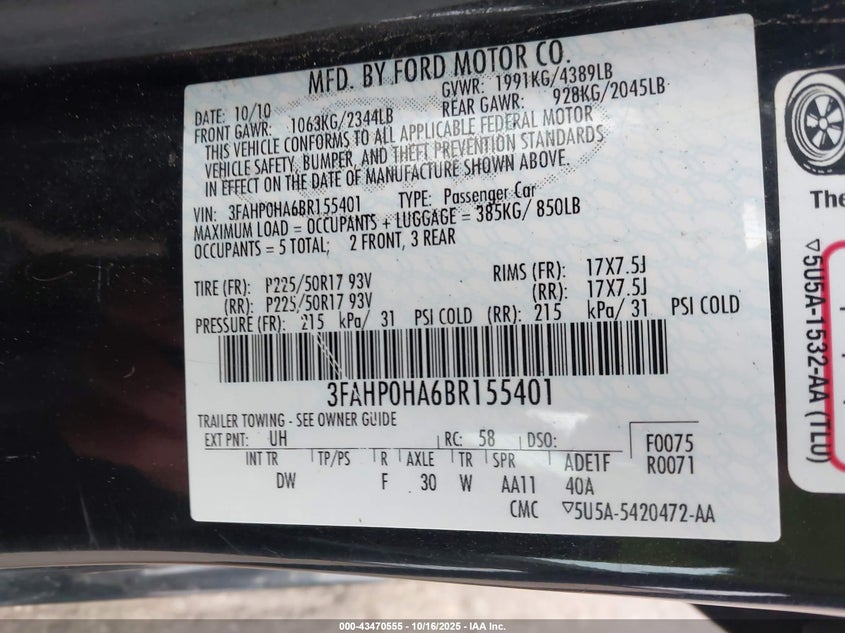 MFD. BY FORD MOTOR CO.
DATE: 10/10 GVWR: 1991KG/4389LB
FRONT GAWR: 1063KG/2344LB REAR GAWR: 928KG/2045LB
THIS VEHICLE CONFORMS TO ALL APPLICABLE FEDERAL MOTOR
VEHICLE SAFETY, BUMPER, AND THEFT PREVENTION STANDARDS
IN EFFECT ON THE DATE OF MANUFACTURE SHOWN ABOVE.
VIN: 3FAHP0HA6BR155401 TYPE: Passenger Car
MAXIMUM LOAD = OCCUPANTS + LUGGAGE = 385KG/ 850LB
OCCUPANTS = 5 TOTAL; 2 FRONT, 3 REAR
TIRE (FR): P225/50R17 93V RIMS (FR): 17X7.5J
(RR): P225/50R17 93V (RR): 17X7.5J
PRESSURE (FR): 215 kPa/ 31 PSI COLD (RR): 215 kPa/ 31 PSI COLD
3FAHP0HA6BR155401
TRAILER TOWING - SEE OWNER GUIDE
EXT PNT: UH RC: 58 DSO: F0075
INT TR TP/PS R AXLE TR SPR ADE1F R0071
DW F 30 W AA11 40A
CMC ▽5U5A-5420472-AA
The
▽5U5A-1532-AA (TLU)
000-43470555 - 10/16/2025 - IAA Inc.